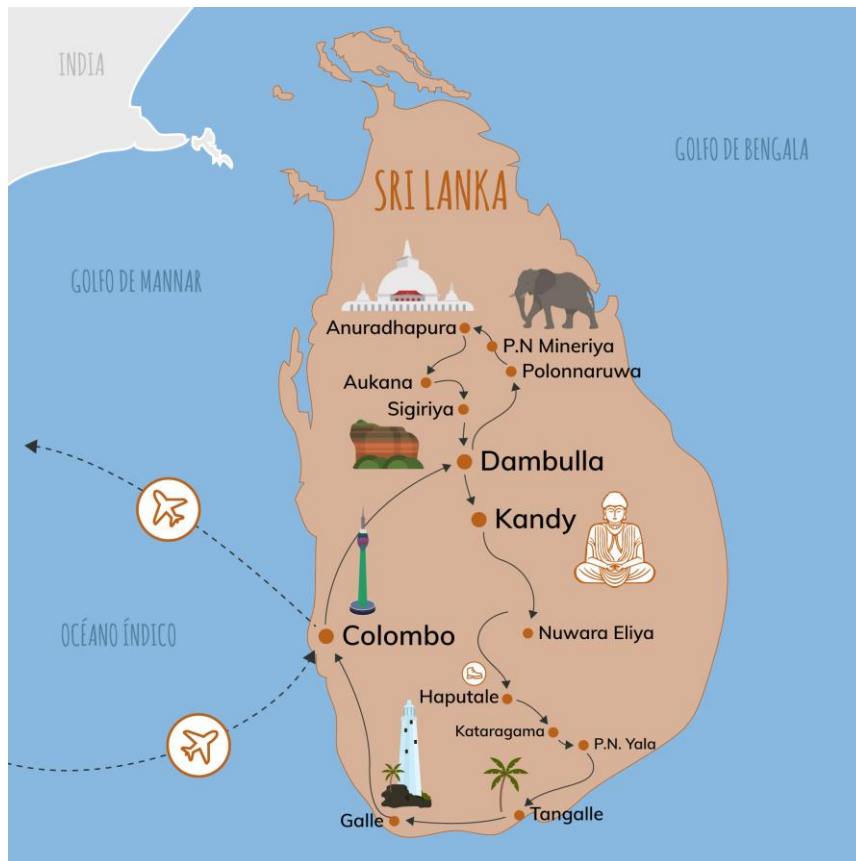 INDIA
GOLFO DE BENGALA
SRI LANKA
GOLFO DE MANNAR
Anuradhapura
P.N Mineriya
Polonnaruwa
Aukana
Sigiriya
Dambulla
Kandy
OCÉANO ÍNDICO
Colombo
Nuwara Eliya
Haputale
Kataragama
P.N. Yala
Galle
Tangalle